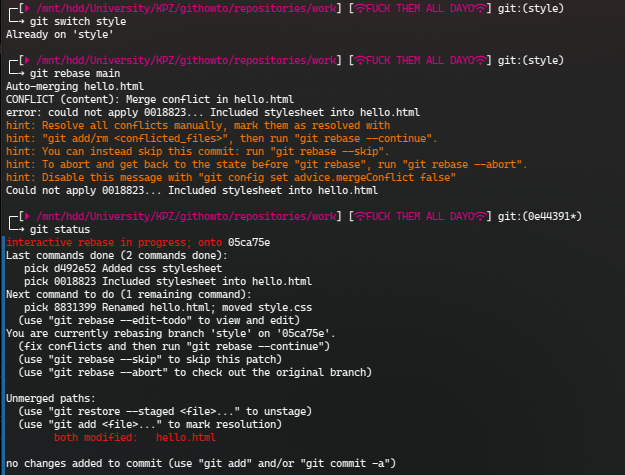 ┌─[▶ /mnt/hdd/University/KPZ/githowto/repositories/work] [FUCK THEM ALL DAYO] git:(style)
└─→ git switch style
Already on 'style'

┌─[▶ /mnt/hdd/University/KPZ/githowto/repositories/work] [FUCK THEM ALL DAYO] git:(style)
└─→ git rebase main
Auto-merging hello.html
CONFLICT (content): Merge conflict in hello.html
error: could not apply 0018823... Included stylesheet into hello.html
hint: Resolve all conflicts manually, mark them as resolved with
hint: "git add/rm <conflicted_files>", then run "git rebase --continue".
hint: You can instead skip this commit: run "git rebase --skip".
hint: To abort and get back to the state before "git rebase", run "git rebase --abort".
hint: Disable this message with "git config set advice.mergeConflict false"
Could not apply 0018823... Included stylesheet into hello.html

┌─[▶ /mnt/hdd/University/KPZ/githowto/repositories/work] [FUCK THEM ALL DAYO] git:(0e44391*)
└─→ git status
interactive rebase in progress; onto 05ca75e
Last commands done (2 commands done):
   pick d492e52 Added css stylesheet
   pick 0018823 Included stylesheet into hello.html
Next command to do (1 remaining command):
   pick 8831399 Renamed hello.html; moved style.css
  (use "git rebase --edit-todo" to view and edit)
You are currently rebasing branch 'style' on '05ca75e'.
  (fix conflicts and then run "git rebase --continue")
  (use "git rebase --skip" to skip this patch)
  (use "git rebase --abort" to check out the original branch)

Unmerged paths:
  (use "git restore --staged <file>..." to unstage)
  (use "git add <file>..." to mark resolution)
        both modified:   hello.html

no changes added to commit (use "git add" and/or "git commit -a")